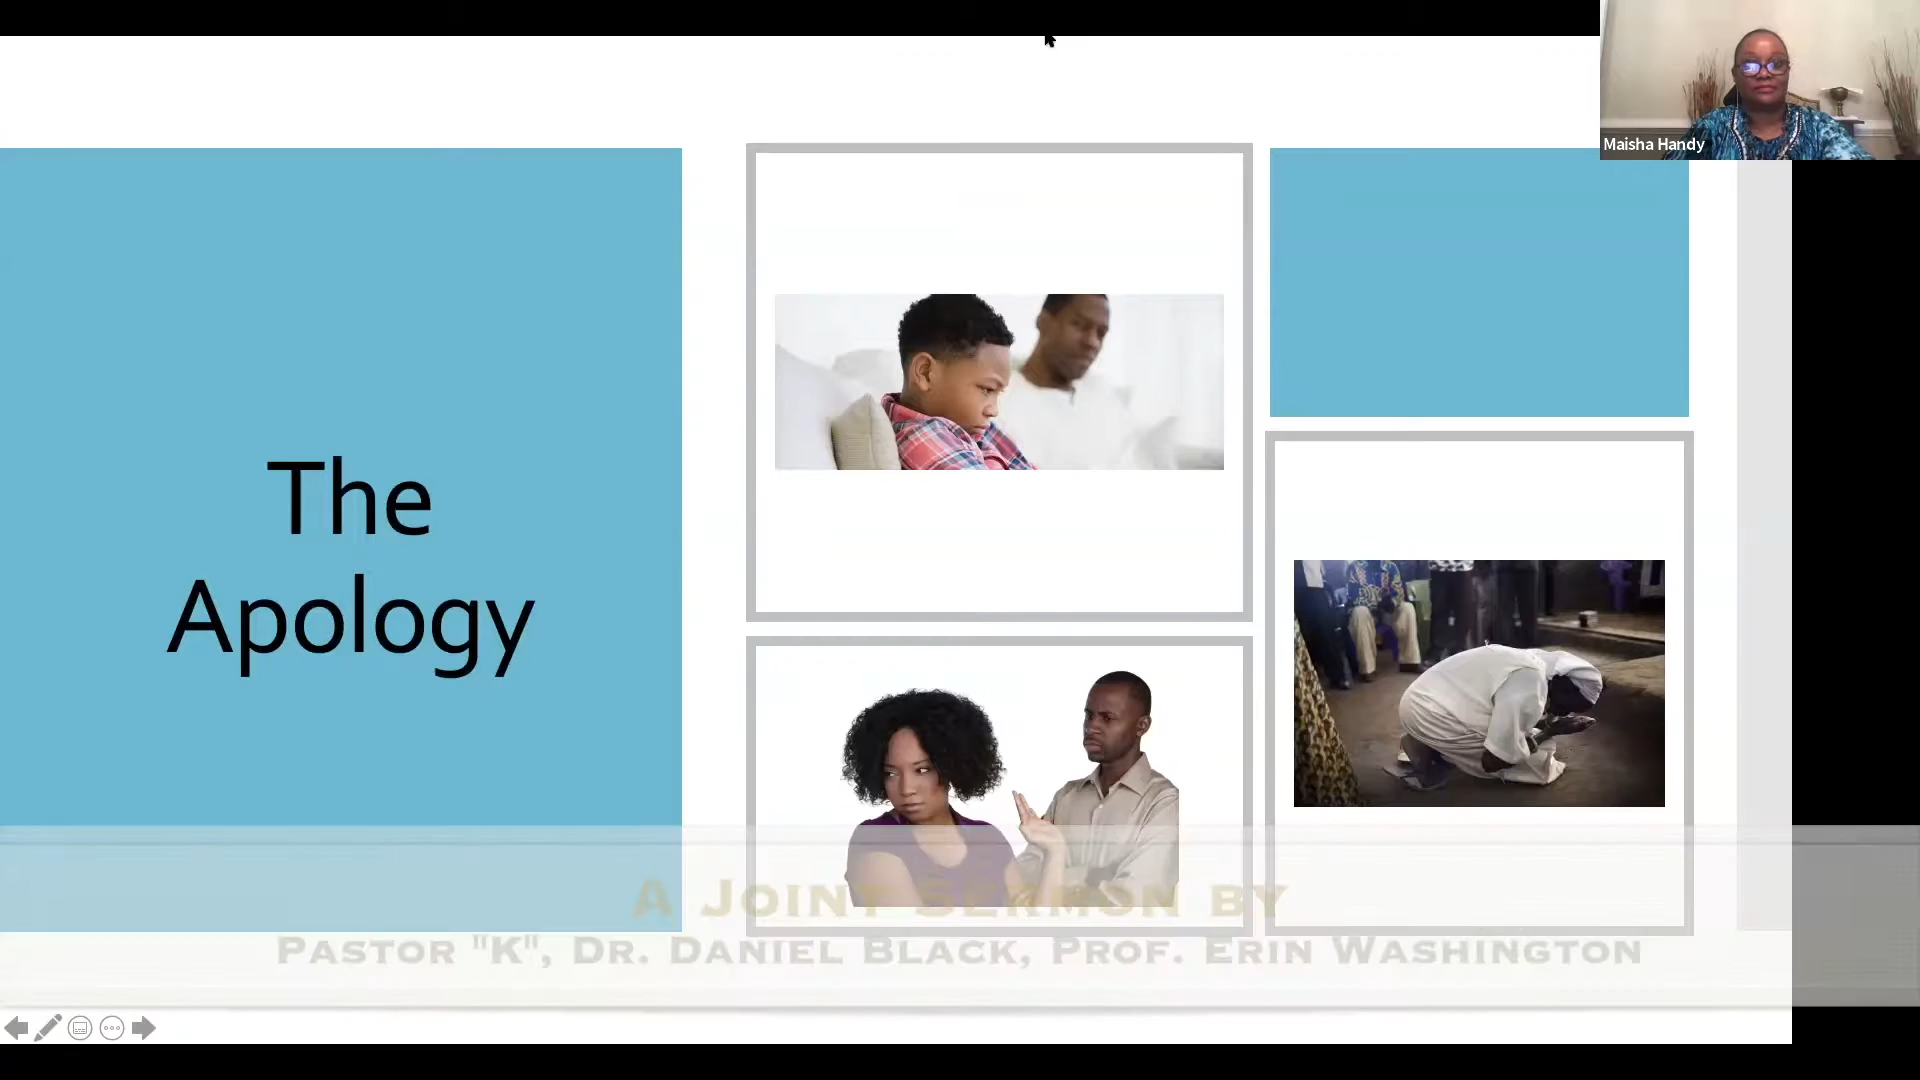 Maisha Handy
The
Apology
A Joint Sermon by
Pastor "K", Dr. Daniel Black, Prof. Erin Washington